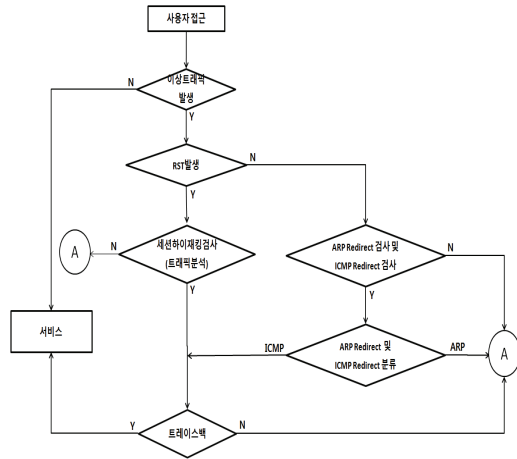 사용자 접근
이상트래픽
발생
N
Y
RST발생
N
Y
세션하이재킹검사
(트래픽분석)
N
A
Y
ARP Redirect 검사 및
ICMP Redirect 검사
N
Y
서비스
ARP Redirect 및
ICMP Redirect 분류
ICMP
ARP
A
트레이스백
Y
N